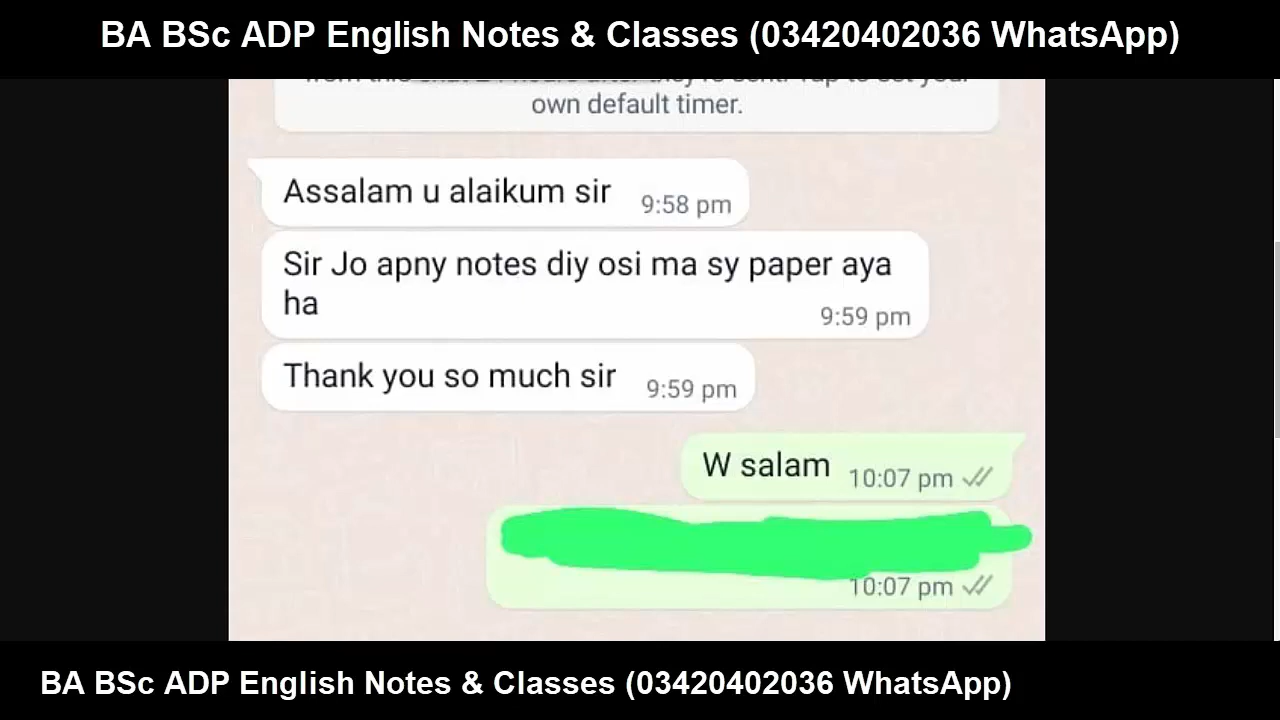 BA BSc ADP English Notes & Classes (03420402036 WhatsApp)
own default timer.
Assalam u alaikum sir 9:58 pm
Sir Jo apny notes diy osi ma sy paper aya
ha 9:59 pm
Thank you so much sir 9:59 pm
W salam 10:07 pm
10:07 pm
BA BSc ADP English Notes & Classes (03420402036 WhatsApp)